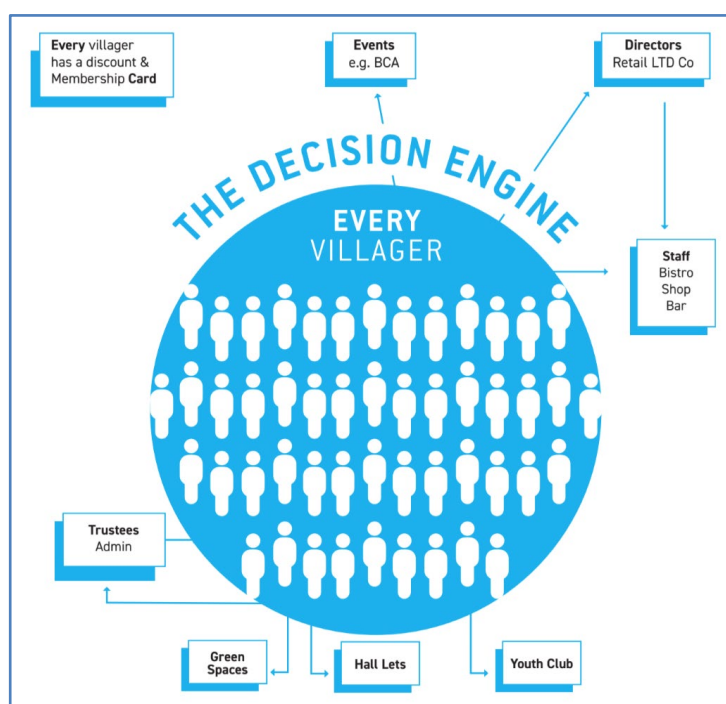 Every villager
has a discount &
Membership Card
Events
e.g. BCA
Directors
Retail LTD Co
THE DECISION ENGINE
EVERY
VILLAGER
Staff
Bistro
Shop
Bar
Trustees
Admin
Green
Spaces
Hall Lets
Youth Club